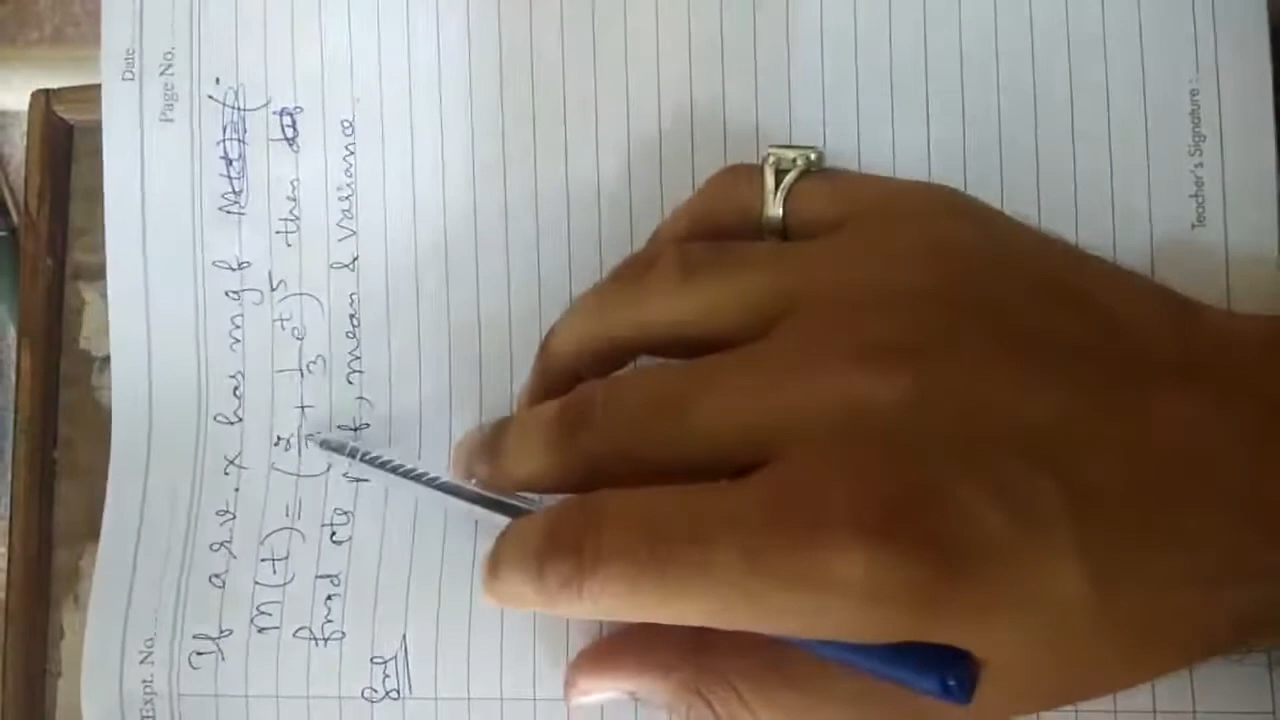 Date
Page No.
Expt. No.
If a r.v. x has m.g.f
M(t) = (2/3 + 1/3 e^t)^5 then
find its f, mean & variance.
Sol
Teacher's Signature :